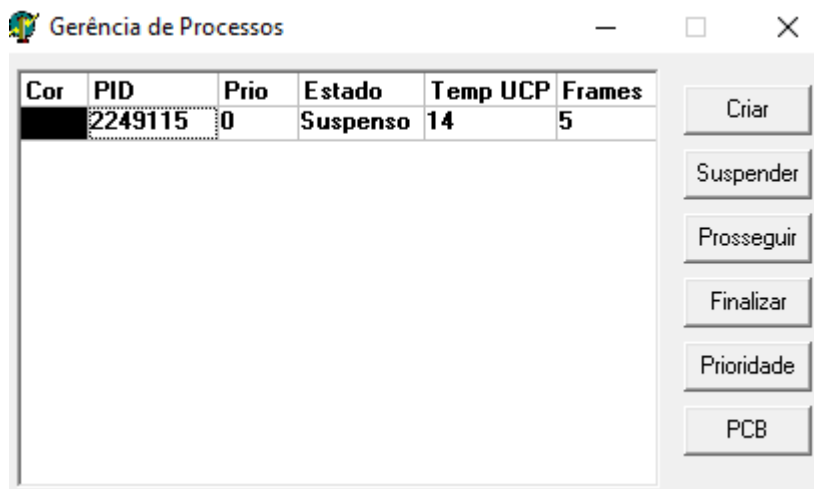 Gerência de Processos
Cor PID Prio Estado Temp UCP Frames
2249115 0 Suspenso 14 5
Criar
Suspender
Prosseguir
Finalizar
Prioridade
PCB